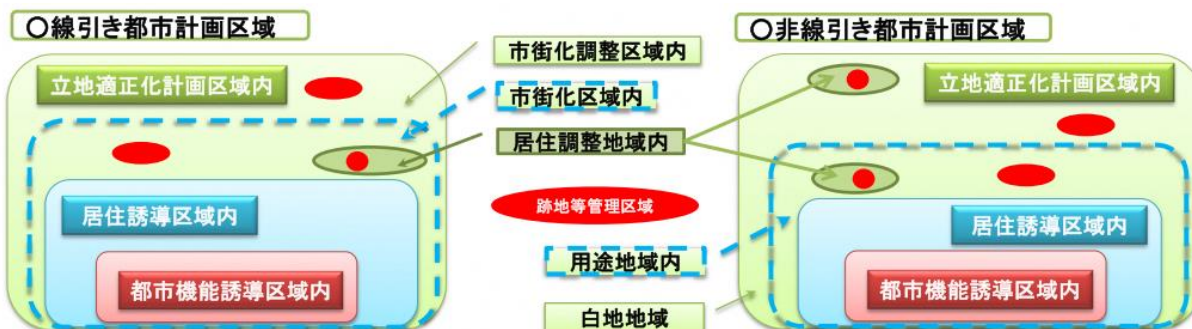 〇線引き都市計画区域
立地適正化計画区域内
居住誘導区域内
都市機能誘導区域内
市街化調整区域内
市街化区域内
居住調整地域内
跡地等管理区域
用途地域内
白地地域
〇非線引き都市計画区域
立地適正化計画区域内
居住誘導区域内
都市機能誘導区域内